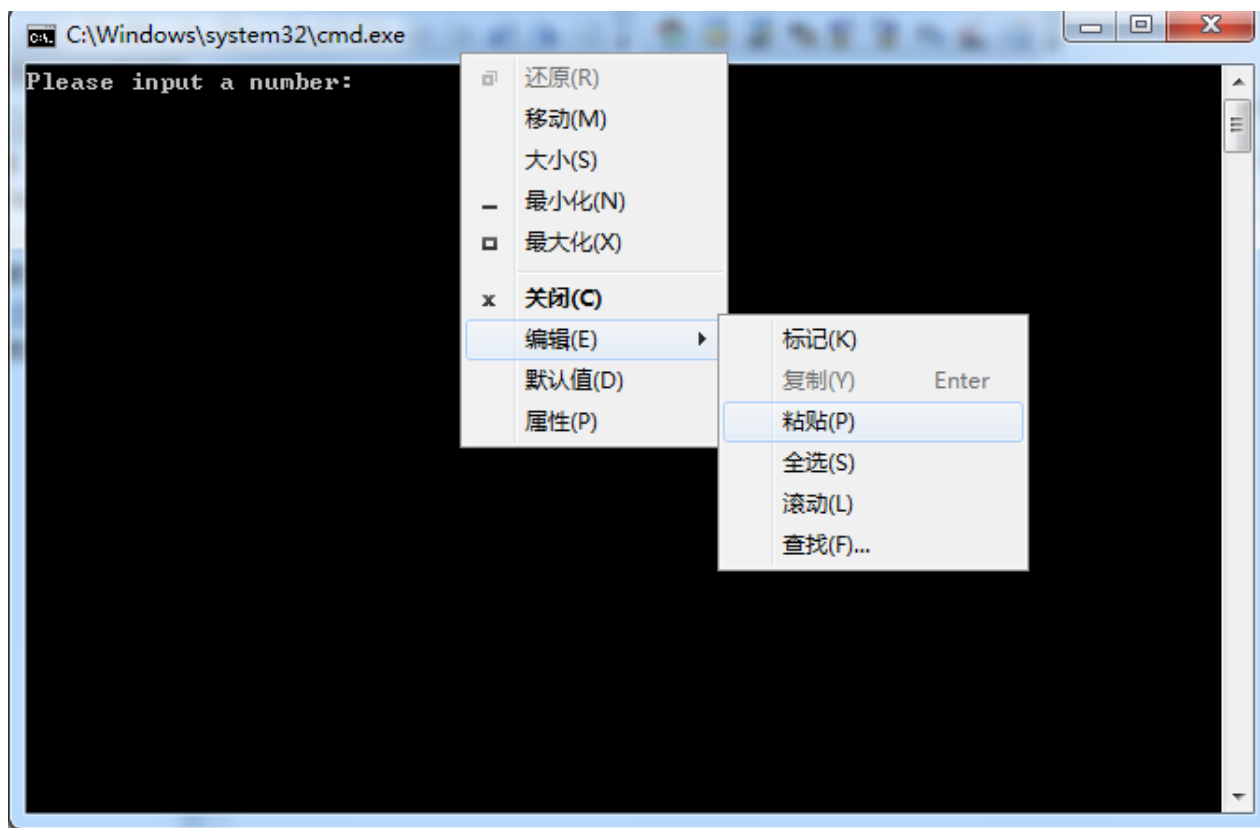 C:\Windows\system32\cmd.exe
Please input a number:
还原(R)
移动(M)
大小(S)
最小化(N)
最大化(X)
关闭(C)
编辑(E)
默认值(D)
属性(P)
标记(K)
复制(Y) Enter
粘贴(P)
全选(S)
滚动(L)
查找(F)...